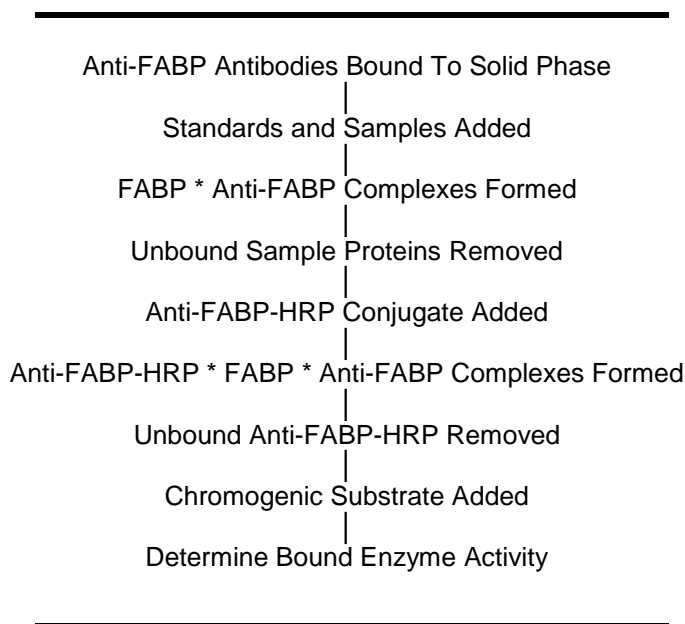 Anti-FABP Antibodies Bound To Solid Phase
Standards and Samples Added
FABP * Anti-FABP Complexes Formed
Unbound Sample Proteins Removed
Anti-FABP-HRP Conjugate Added
Anti-FABP-HRP * FABP * Anti-FABP Complexes Formed
Unbound Anti-FABP-HRP Removed
Chromogenic Substrate Added
Determine Bound Enzyme Activity